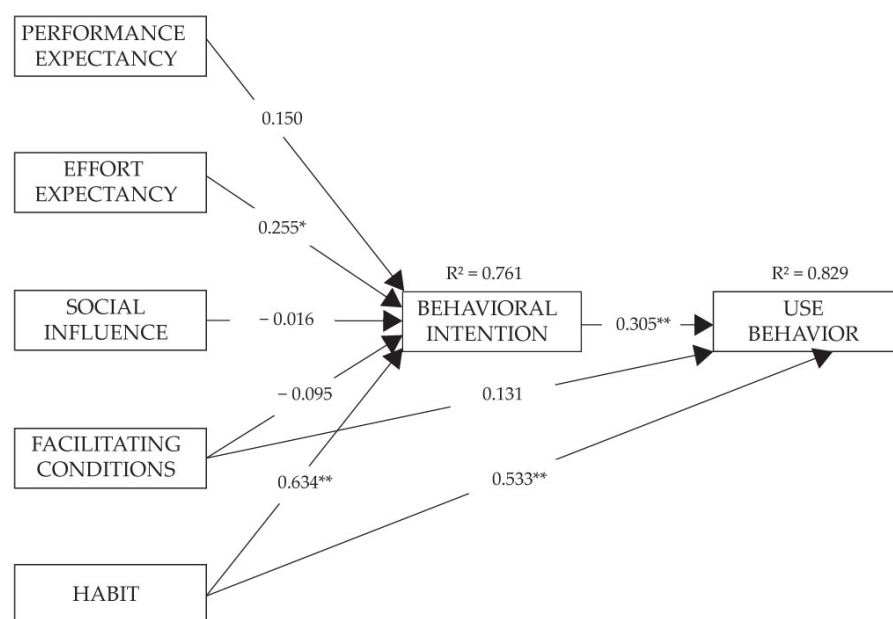 PERFORMANCE
EXPECTANCY
0.150
EFFORT
EXPECTANCY
0.255*
R² = 0.761
R² = 0.829
SOCIAL
INFLUENCE
− 0.016
BEHAVIORAL
INTENTION
0.305**
USE
BEHAVIOR
− 0.095
0.131
FACILITATING
CONDITIONS
0.634**
0.533**
HABIT